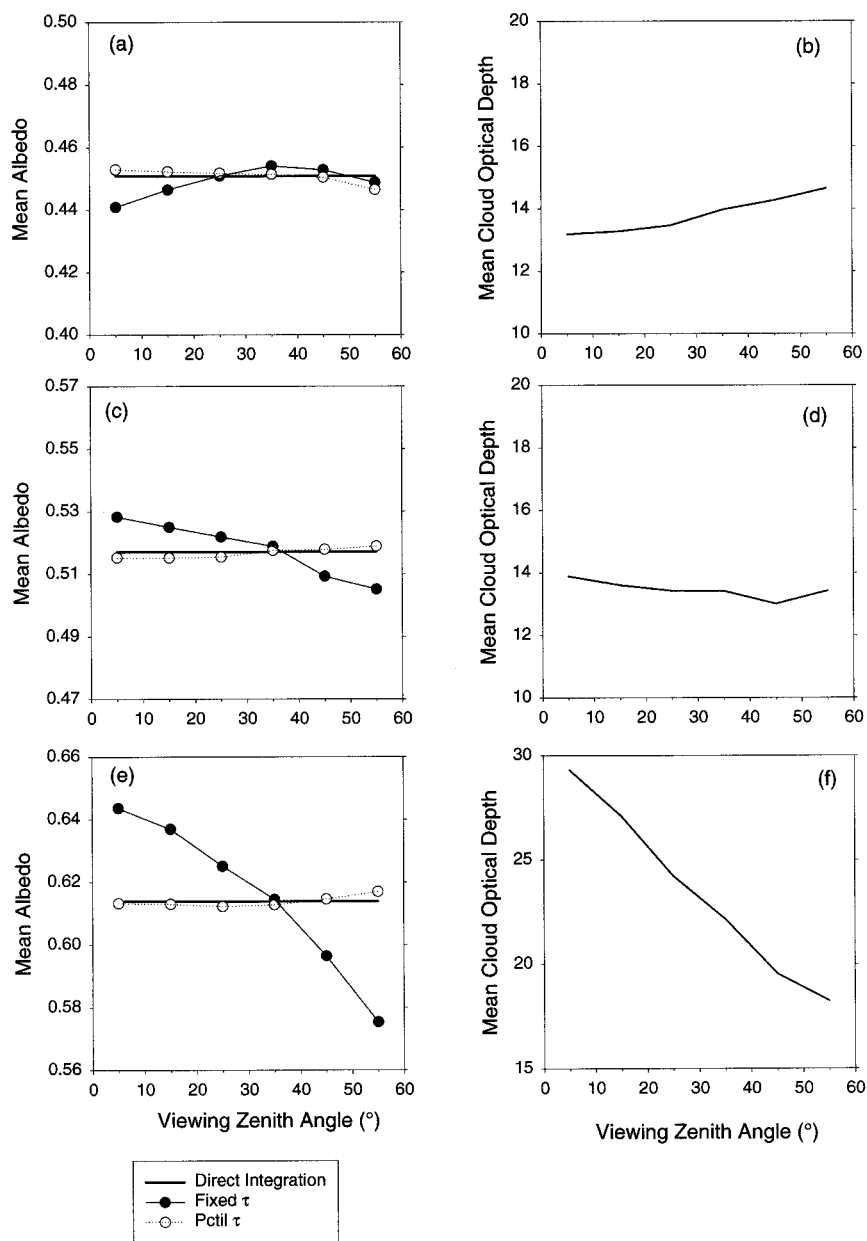 (a)
0.50
0.48
0.46
0.44
0.42
0.40
Mean Albedo
0 10 20 30 40 50 60
(b)
20
18
16
14
12
10
Mean Cloud Optical Depth
0 10 20 30 40 50 60
(c)
0.57
0.55
0.53
0.51
0.49
0.47
Mean Albedo
0 10 20 30 40 50 60
(d)
20
18
16
14
12
10
Mean Cloud Optical Depth
0 10 20 30 40 50 60
(e)
0.66
0.64
0.62
0.60
0.58
0.56
Mean Albedo
0 10 20 30 40 50 60
Viewing Zenith Angle (°)
(f)
30
25
20
15
Mean Cloud Optical Depth
0 10 20 30 40 50 60
Viewing Zenith Angle (°)
Direct Integration
Fixed τ
Pctil τ